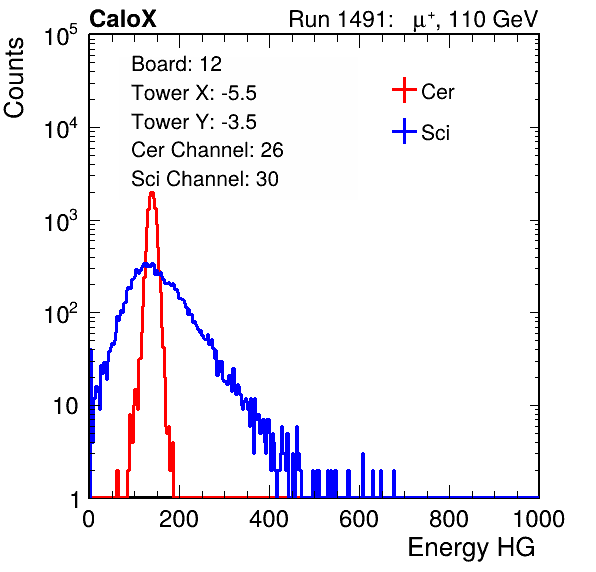 CaloX Run 1491: μ⁺, 110 GeV
Counts
10⁵
10⁴
10³
10²
10
1
Board: 12
Tower X: -5.5
Tower Y: -3.5
Cer Channel: 26
Sci Channel: 30
Cer
Sci
0 200 400 600 800 1000
Energy HG